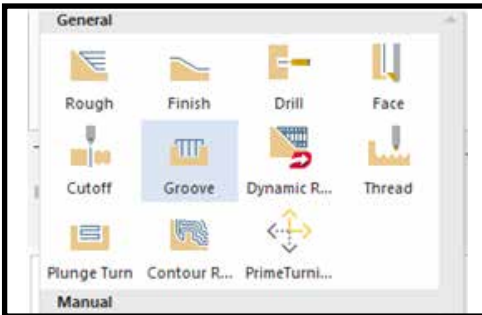 General
Rough Finish Drill Face
Cutoff Groove Dynamic R... Thread
Plunge Turn Contour R... PrimeTurni...
Manual